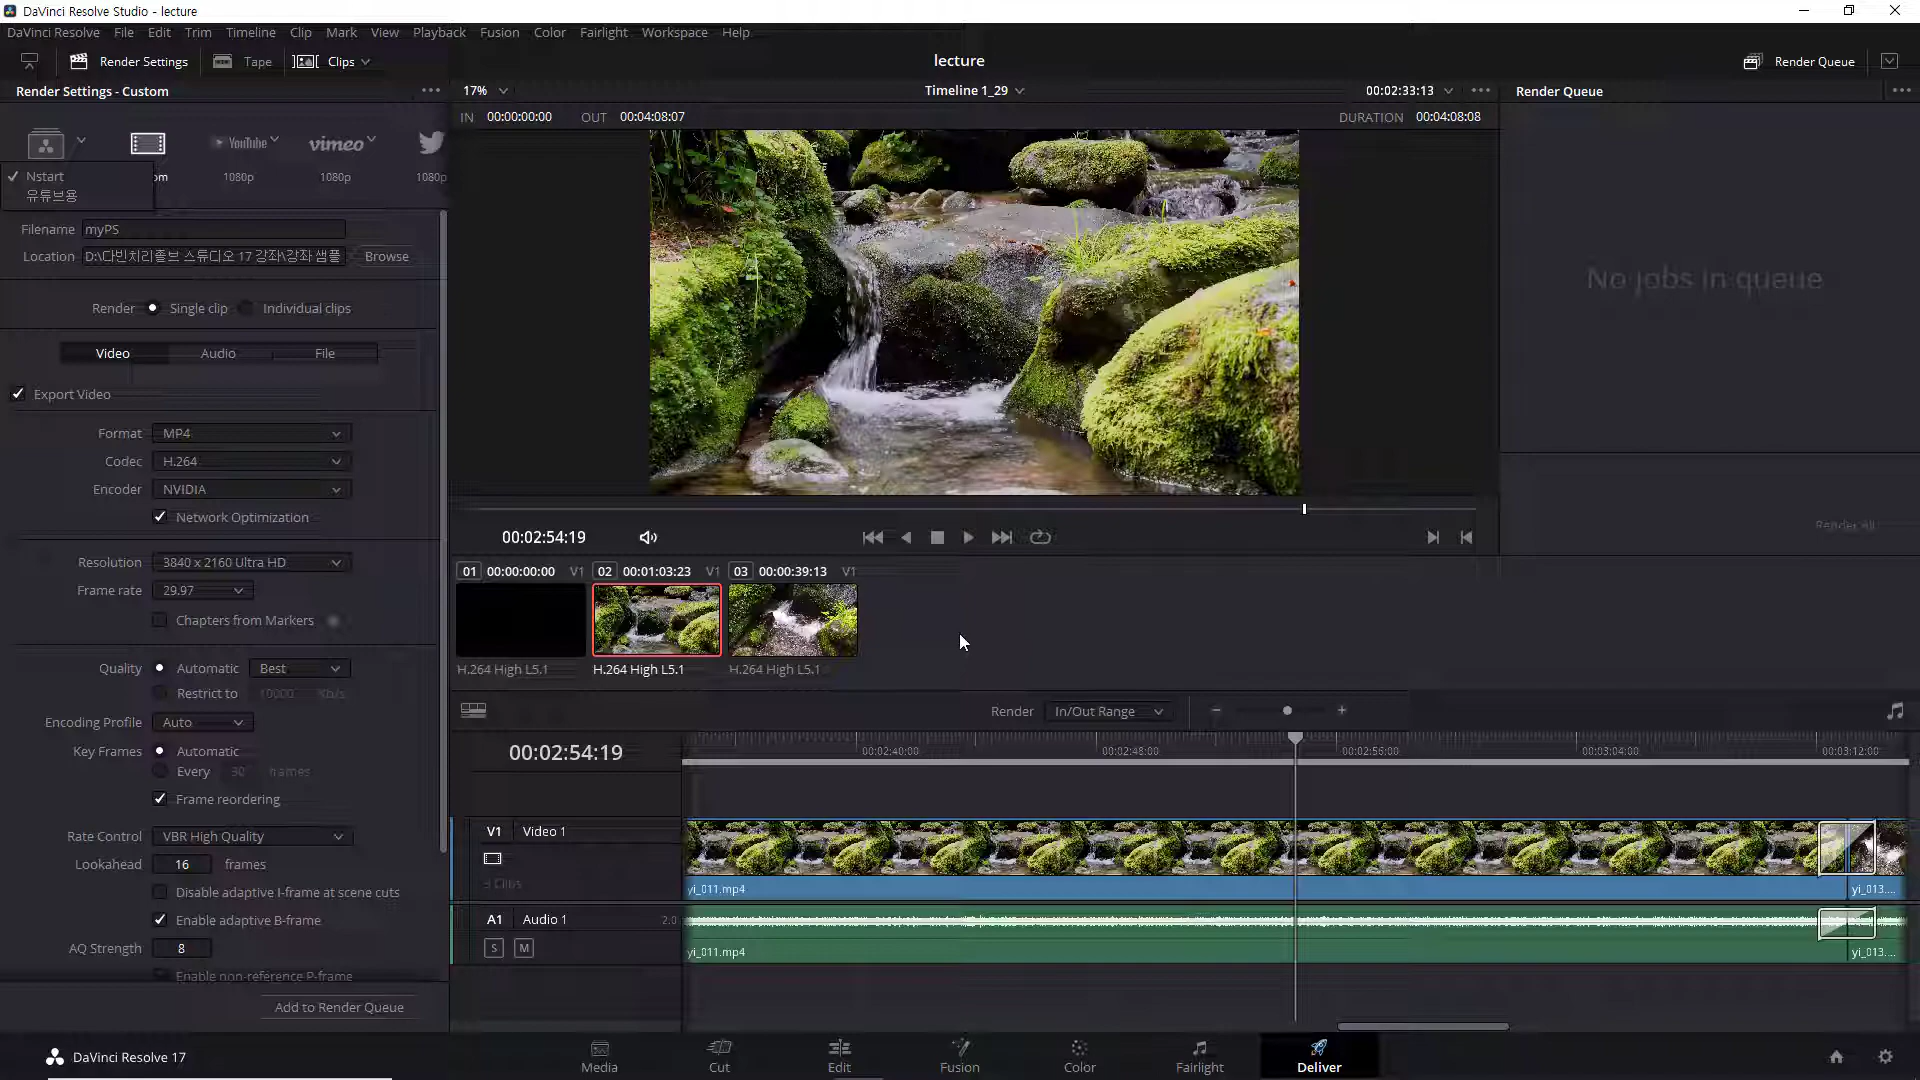 DaVinci Resolve Studio - lecture
DaVinci Resolve File Edit Trim Timeline Clip Mark View Playback Fusion Color Fairlight Workspace Help
Render Settings Tape Clips lecture Render Queue
Render Settings - Custom 17% Timeline 1_29 00:02:33:13 Render Queue
IN 00:00:00:00 OUT 00:04:08:07 DURATION 00:04:08:08
YouTube vimeo
Nstart om 1080p 1080p 1080p
유튜브용
Filename myPS
Location D:\다빈치리졸브 스튜디오 17 강좌\강좌 샘플 Browse
No jobs in queue
Render Single clip Individual clips
Video Audio File
Export Video
Format MP4
Codec H.264
Encoder NVIDIA
Network Optimization
Render All
00:02:54:19
Resolution 3840 x 2160 Ultra HD
Frame rate 29.97
Chapters from Markers
01 00:00:00:00 V1 02 00:01:03:23 V1 03 00:00:39:13 V1
H.264 High L5.1 H.264 High L5.1 H.264 High L5.1
Quality Automatic Best
Restrict to 10000 Kb/s
Encoding Profile Auto
Key Frames Automatic
Every 30 frames
Frame reordering
Rate Control VBR High Quality
Lookahead 16 frames
Disable adaptive I-frame at scene cuts
Enable adaptive B-frame
AQ Strength 8
Enable non-reference P-frame
Add to Render Queue
Render In/Out Range
00:02:54:19 00:02:40:00 00:02:48:00 00:02:56:00 00:03:04:00 00:03:12:00
V1 Video 1
3 Clips
yi_011.mp4 yi_013....
A1 Audio 1 2.0
S M
yi_011.mp4 yi_013....
DaVinci Resolve 17 Media Cut Edit Fusion Color Fairlight Deliver